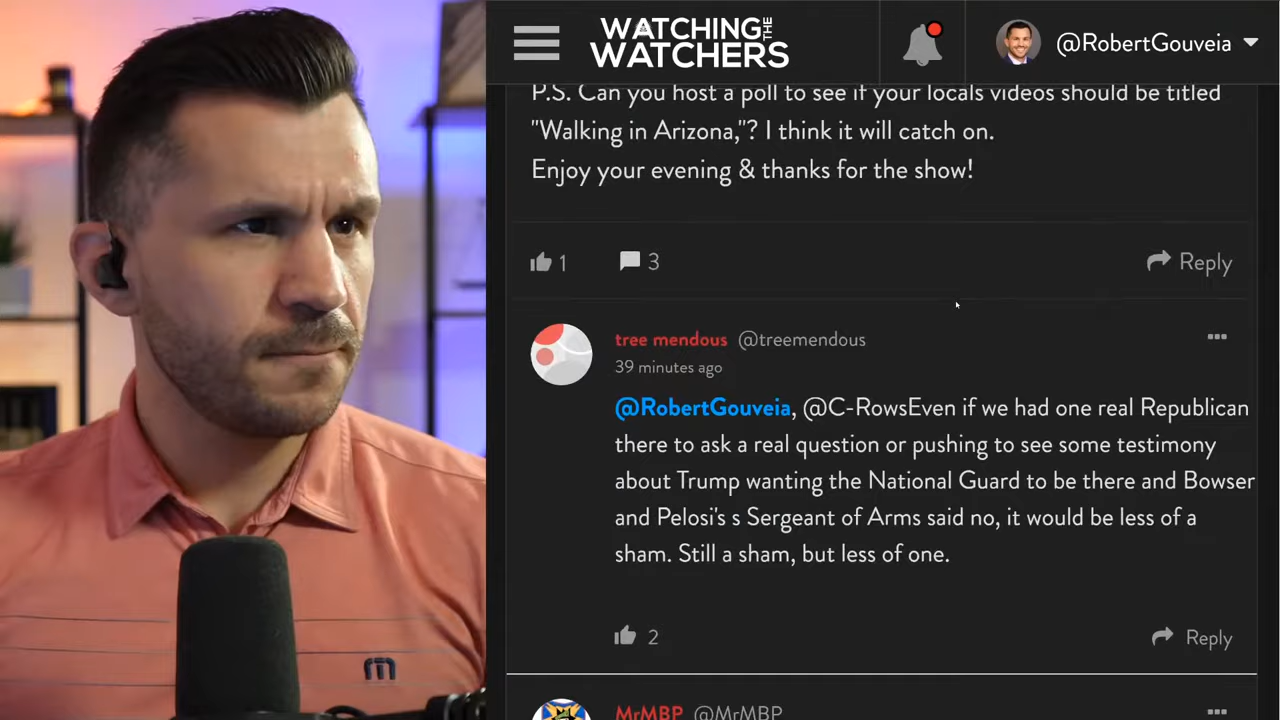 WATCHING THE
WATCHERS
@RobertGouveia
P.S. Can you host a poll to see if your locals videos should be titled
"Walking in Arizona,"? I think it will catch on.
Enjoy your evening & thanks for the show!
1
3
Reply
tree mendous @treemendous
39 minutes ago
@RobertGouveia, @C-RowsEven if we had one real Republican
there to ask a real question or pushing to see some testimony
about Trump wanting the National Guard to be there and Bowser
and Pelosi's s Sergeant of Arms said no, it would be less of a
sham. Still a sham, but less of one.
2
Reply
MrMBP @MrMBP